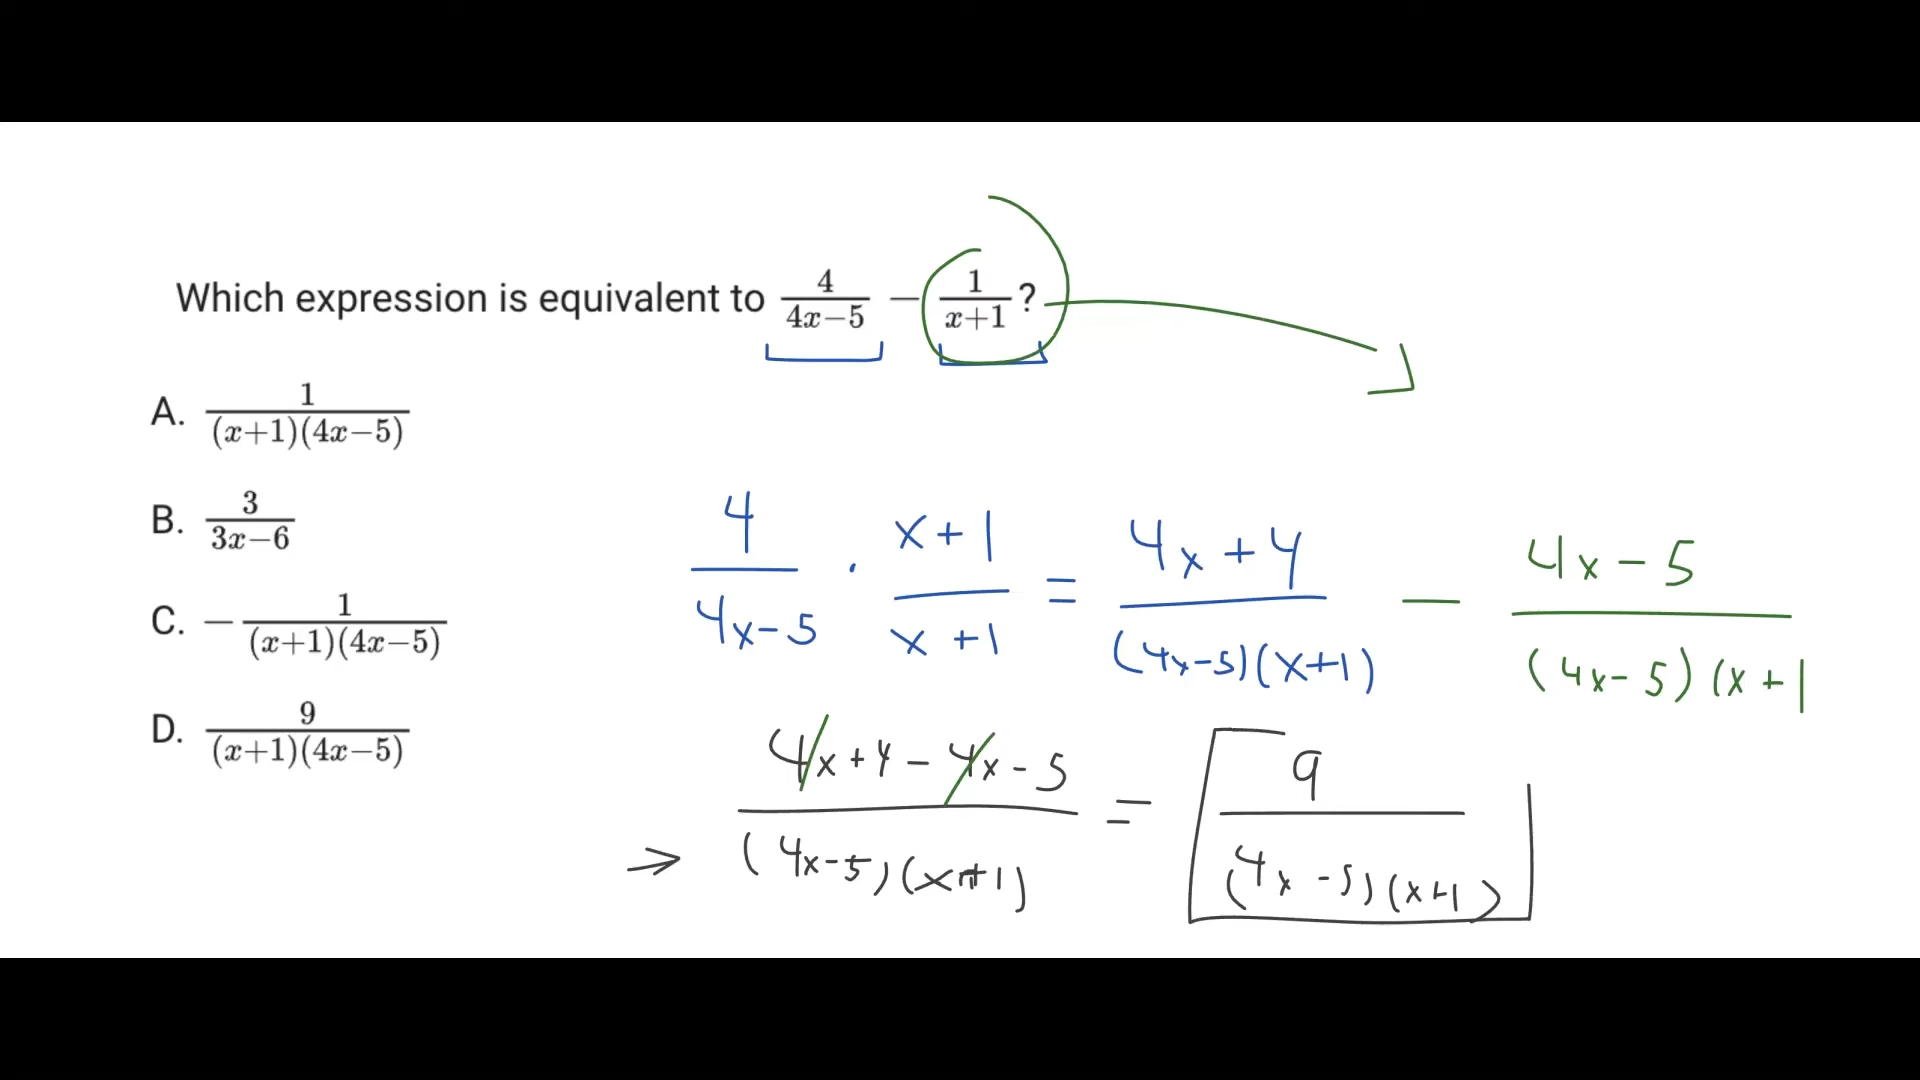 Which expression is equivalent to 4/(4x−5) − 1/(x+1)?
A. 1/((x+1)(4x−5))
B. 3/(3x−6)
C. −1/((x+1)(4x−5))
D. 9/((x+1)(4x−5))
4/(4x-5) · (x+1)/(x+1) = (4x+4)/((4x-5)(x+1)) − (4x-5)/((4x-5)(x+1
→ (4x+4-4x-5)/((4x-5)(x+1)) = 9/((4x-5)(x+1))